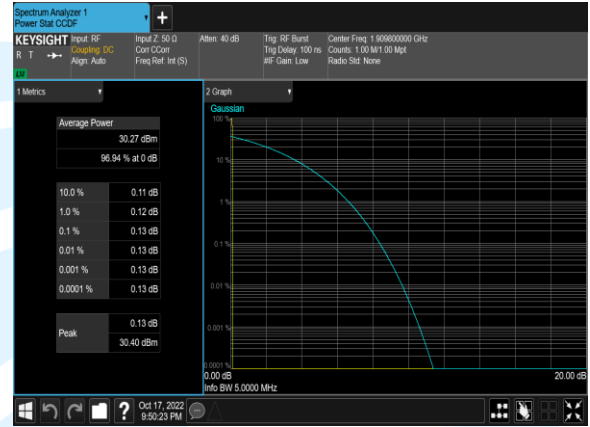 Spectrum Analyzer 1
Power Stat CCDF
KEYSIGHT
R T
Input: RF
Coupling: DC
Align: Auto
Input Z: 50 Ω
Corr CCorr
Freq Ref: Int (S)
Atten: 40 dB
Trig: RF Burst
Trig Delay: 100 ns
#IF Gain: Low
Center Freq: 1.909800000 GHz
Counts: 1.00 M/1.00 Mpt
Radio Std: None
1 Metrics
Average Power
30.27 dBm
96.94 % at 0 dB
10.0 % 0.11 dB
1.0 % 0.12 dB
0.1 % 0.13 dB
0.01 % 0.13 dB
0.001 % 0.13 dB
0.0001 % 0.13 dB
Peak
0.13 dB
30.40 dBm
2 Graph
Gaussian
100 %
10 %
1 %
0.1 %
0.01 %
0.001 %
0.0001 %
0.00 dB 20.00 dB
Info BW 5.0000 MHz
?
Oct 17, 2022
9:50:23 PM